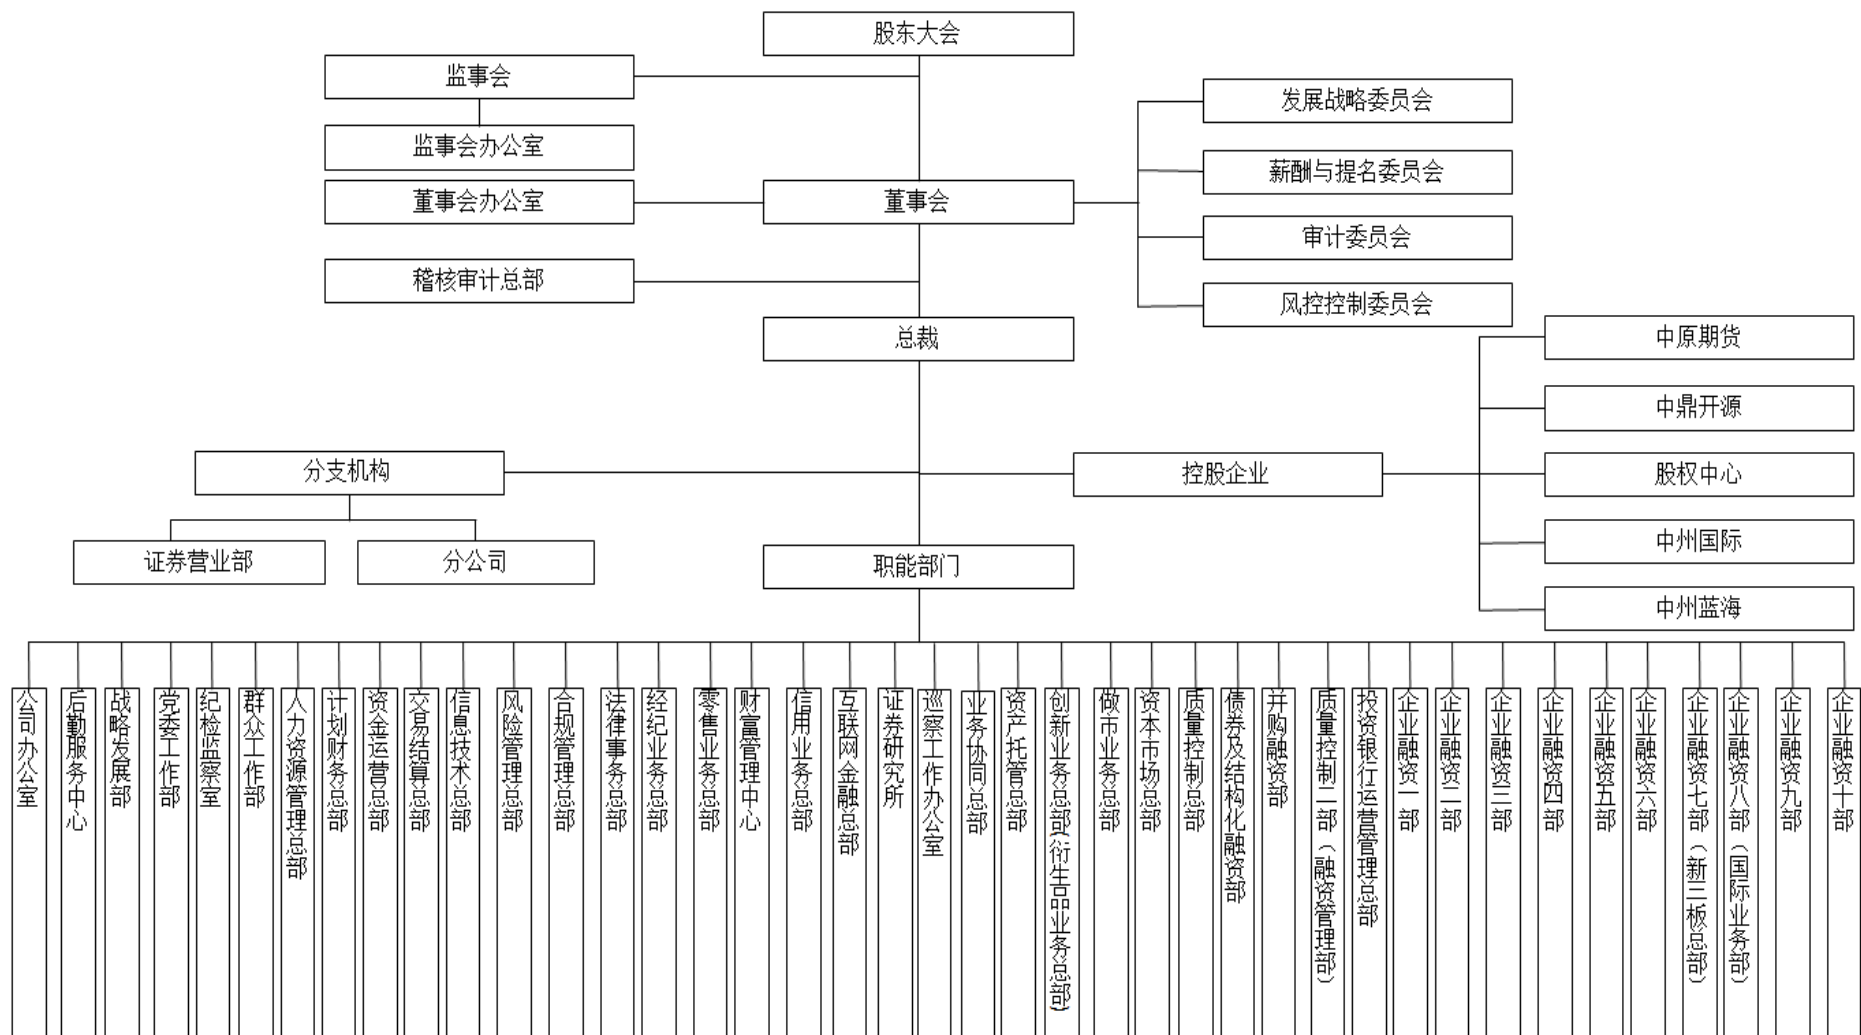 股东大会
监事会
发展战略委员会
监事会办公室
薪酬与提名委员会
董事会办公室
董事会
审计委员会
稽核审计总部
风控控制委员会
总裁
中原期货
中鼎开源
分支机构
控股企业
股权中心
证券营业部
分公司
职能部门
中州国际
中州蓝海
公司办公室
后勤服务中心
战略发展部
党委工作部
纪检监察室
群众工作部
人力资源管理总部
计划财务总部
资金运营总部
交易结算总部
信息技术总部
风险管理总部
合规管理总部
法律事务总部
经纪业务总部
零售业务总部
财富管理中心
信用业务总部
互联网金融总部
证券研究所
巡察工作办公室
业务协同总部
资产托管总部
创新业务总部(衍生品业务总部)
做市业务总部
资本市场总部
质量控制总部
债券及结构化融资部
并购融资部
质量控制二部（融资管理部）
投资银行运营管理总部
企业融资一部
企业融资二部
企业融资三部
企业融资四部
企业融资五部
企业融资六部
企业融资七部（新三板总部）
企业融资八部（国际业务部）
企业融资九部
企业融资十部